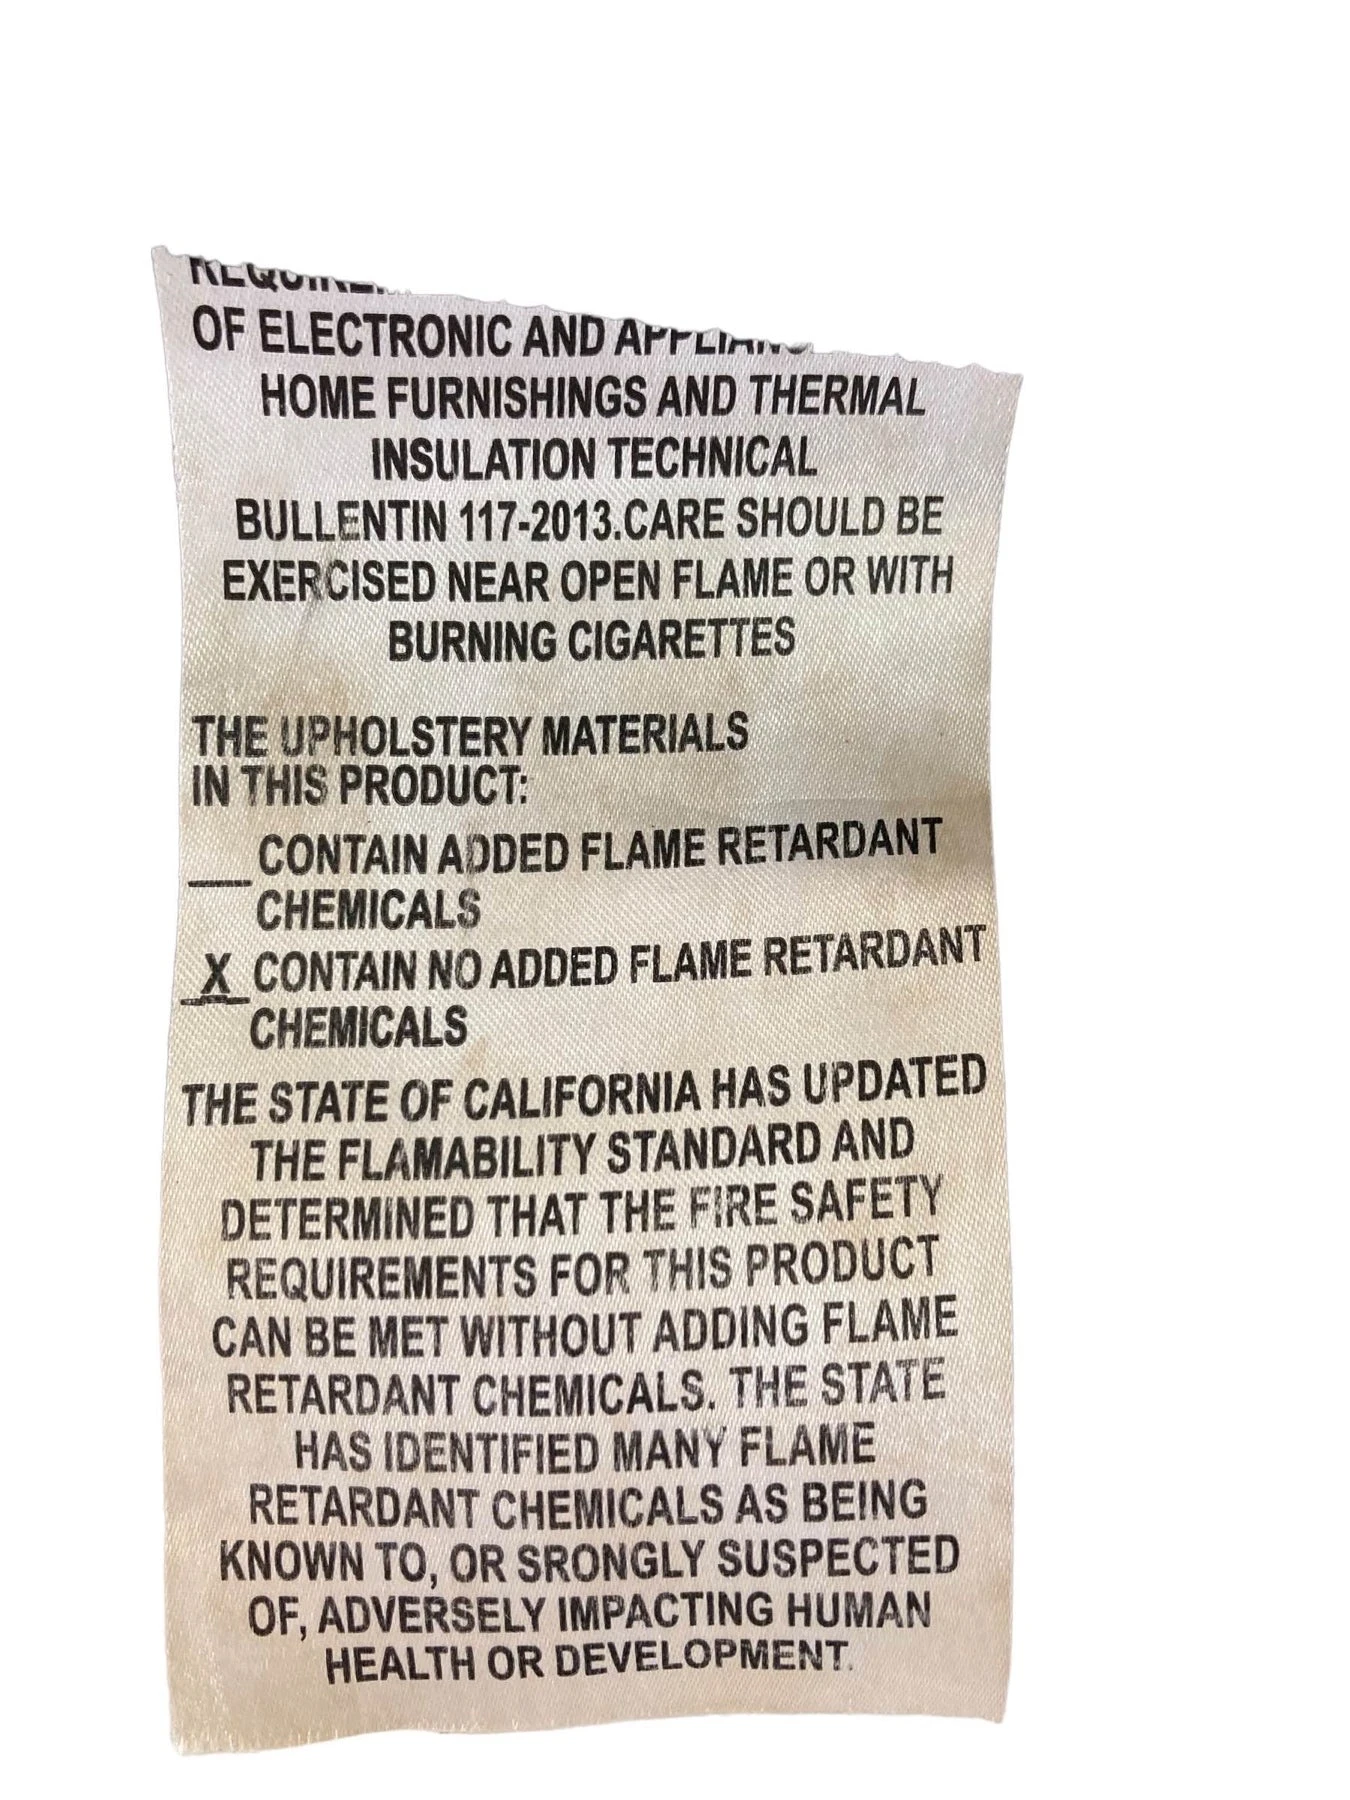 OF ELECTRONIC AND
HOME FURNISHINGS AND THERMAL
INSULATION TECHNICAL
BULLENTIN 117-2013.CARE SHOULD BE
EXERCISED NEAR OPEN FLAME OR WITH
BURNING CIGARETTES
THE UPHOLSTERY MATERIALS
IN THIS PRODUCT:
__CONTAIN ADDED FLAME RETARDANT
CHEMICALS
_X_CONTAIN NO ADDED FLAME RETARDANT
CHEMICALS
THE STATE OF CALIFORNIA HAS UPDATED
THE FLAMABILITY STANDARD AND
DETERMINED THAT THE FIRE SAFETY
REQUIREMENTS FOR THIS PRODUCT
CAN BE MET WITHOUT ADDING FLAME
RETARDANT CHEMICALS. THE STATE
HAS IDENTIFIED MANY FLAME
RETARDANT CHEMICALS AS BEING
KNOWN TO, OR SRONGLY SUSPECTED
OF, ADVERSELY IMPACTING HUMAN
HEALTH OR DEVELOPMENT.